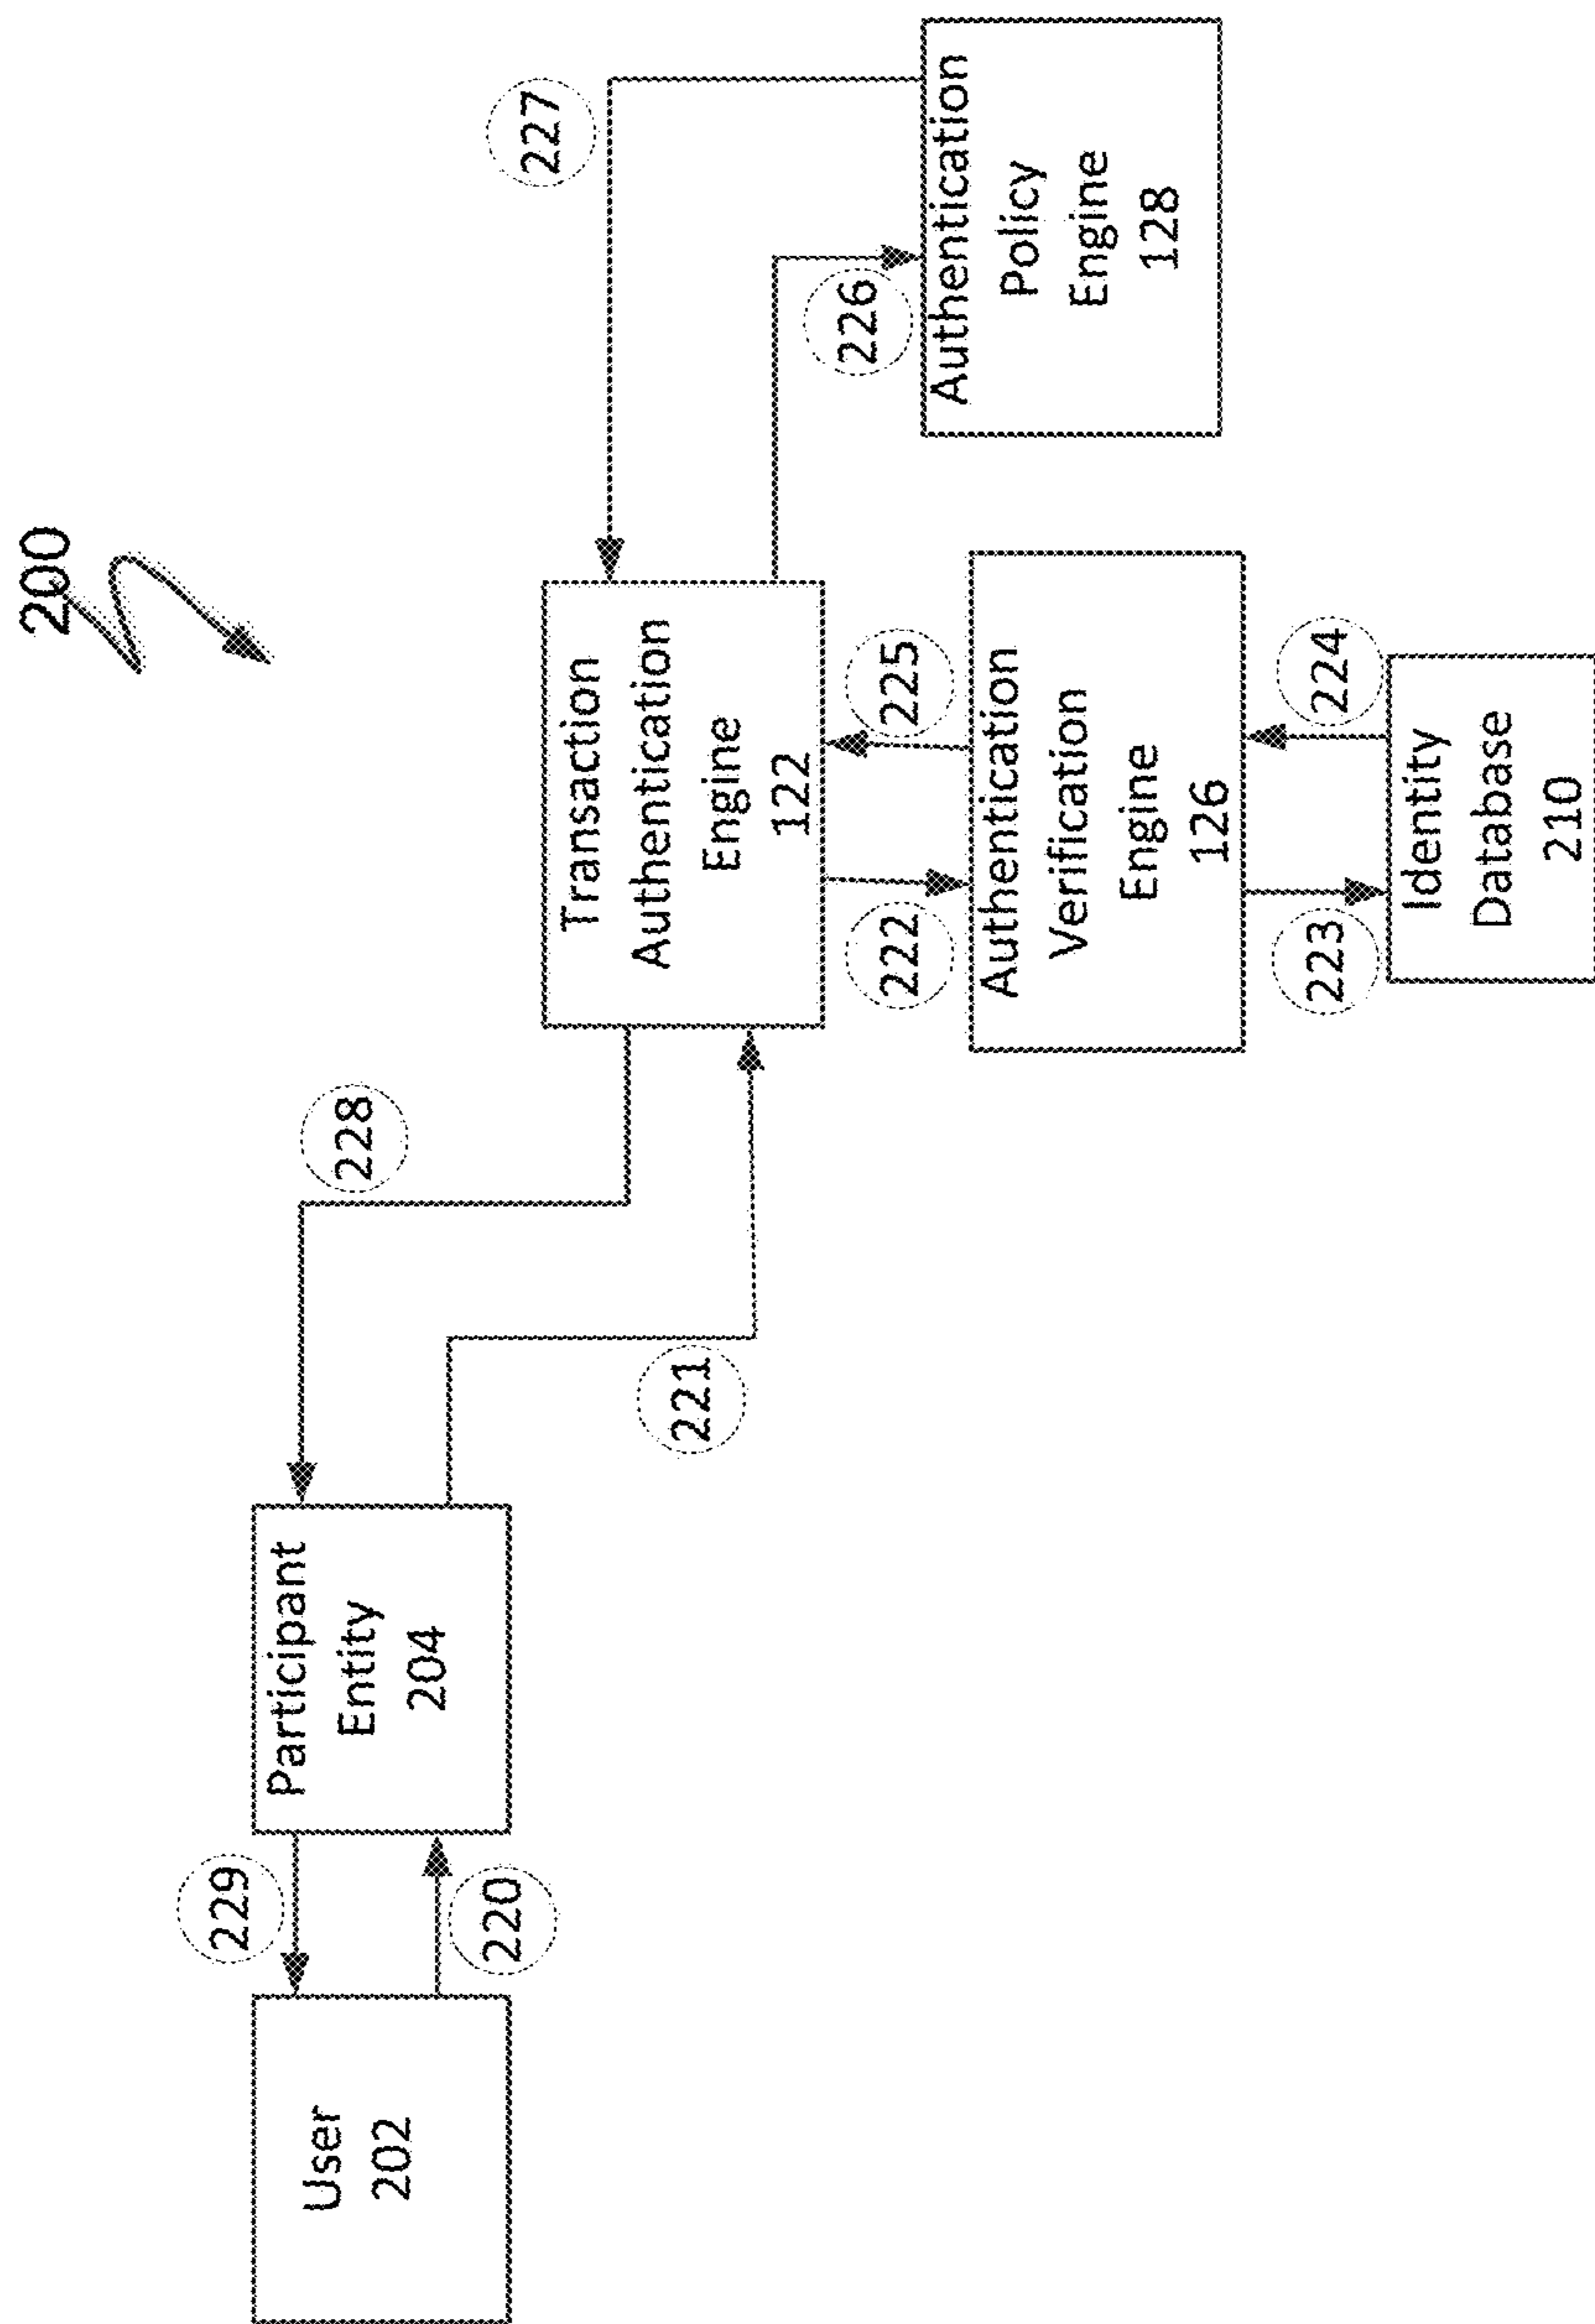 200
User
202
229
220
Participant
Entity
204
228
221
Transaction
Authentication
Engine
122
227
226
Authentication
Policy
Engine
128
222
225
Authentication
Verification
Engine
126
223
224
Identity
Database
210